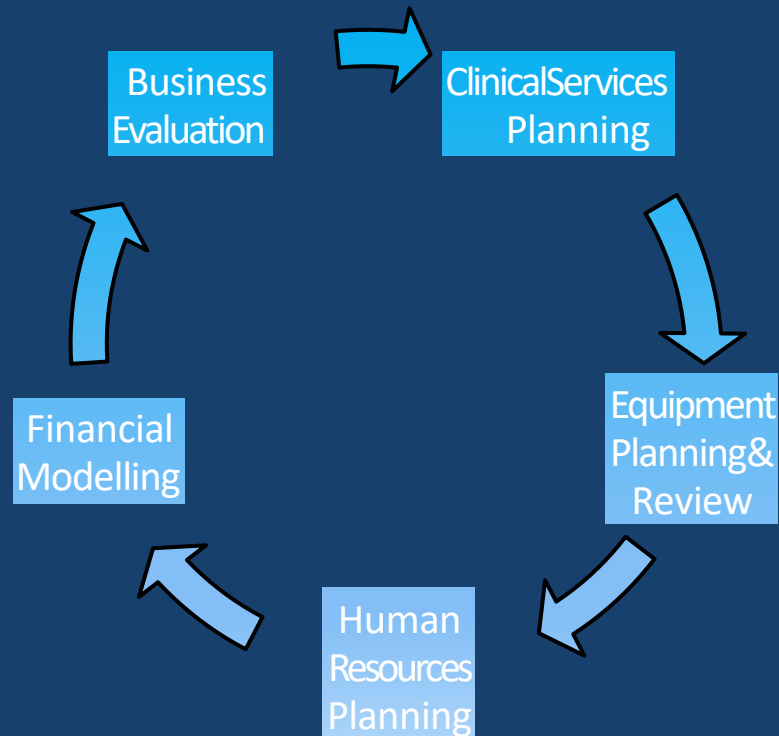 Business
Evaluation
ClinicalServices
Planning
Equipment
Planning&
Review
Human
Resources
Planning
Financial
Modelling